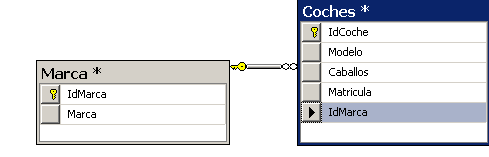 Marca *
IdMarca
Marca
Coches *
IdCoche
Modelo
Caballos
Matricula
IdMarca